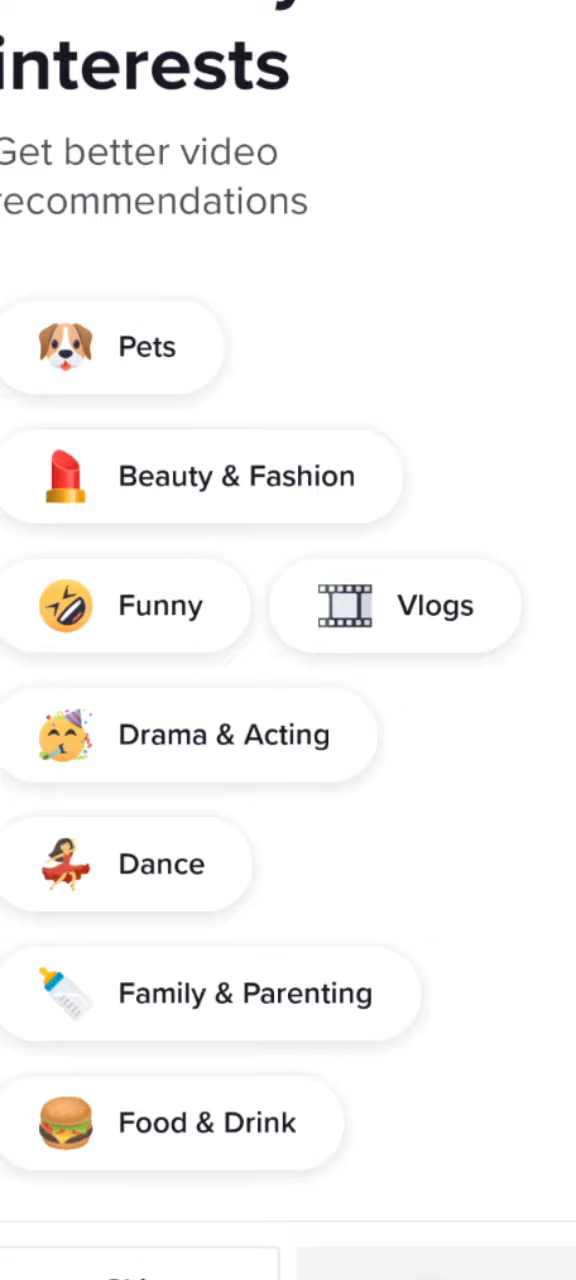 interests
Get better video
recommendations
Pets
Beauty & Fashion
Funny
Vlogs
Drama & Acting
Dance
Family & Parenting
Food & Drink